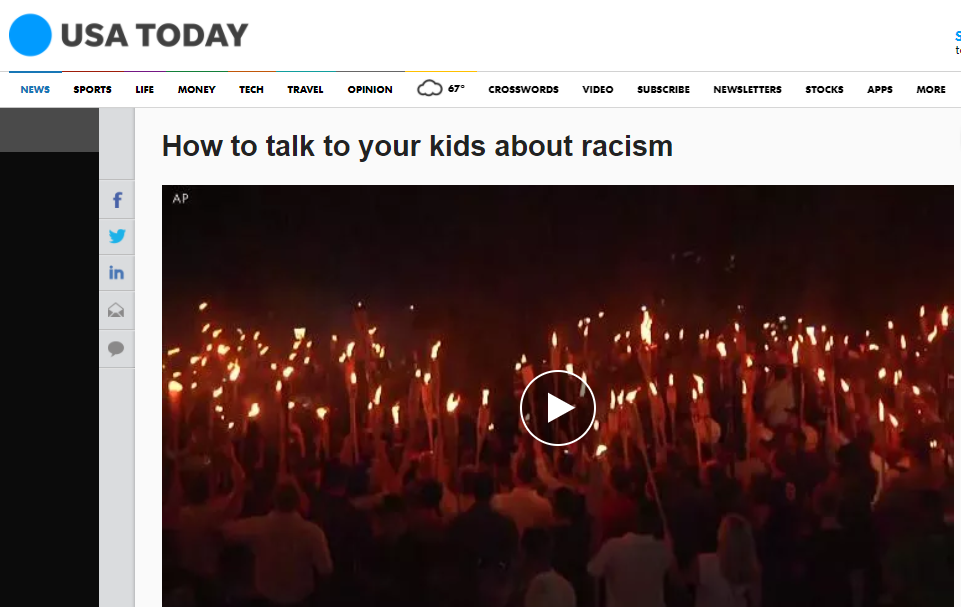 USA TODAY
S
t
NEWS SPORTS LIFE MONEY TECH TRAVEL OPINION 67° CROSSWORDS VIDEO SUBSCRIBE NEWSLETTERS STOCKS APPS MORE
How to talk to your kids about racism
f
in
AP